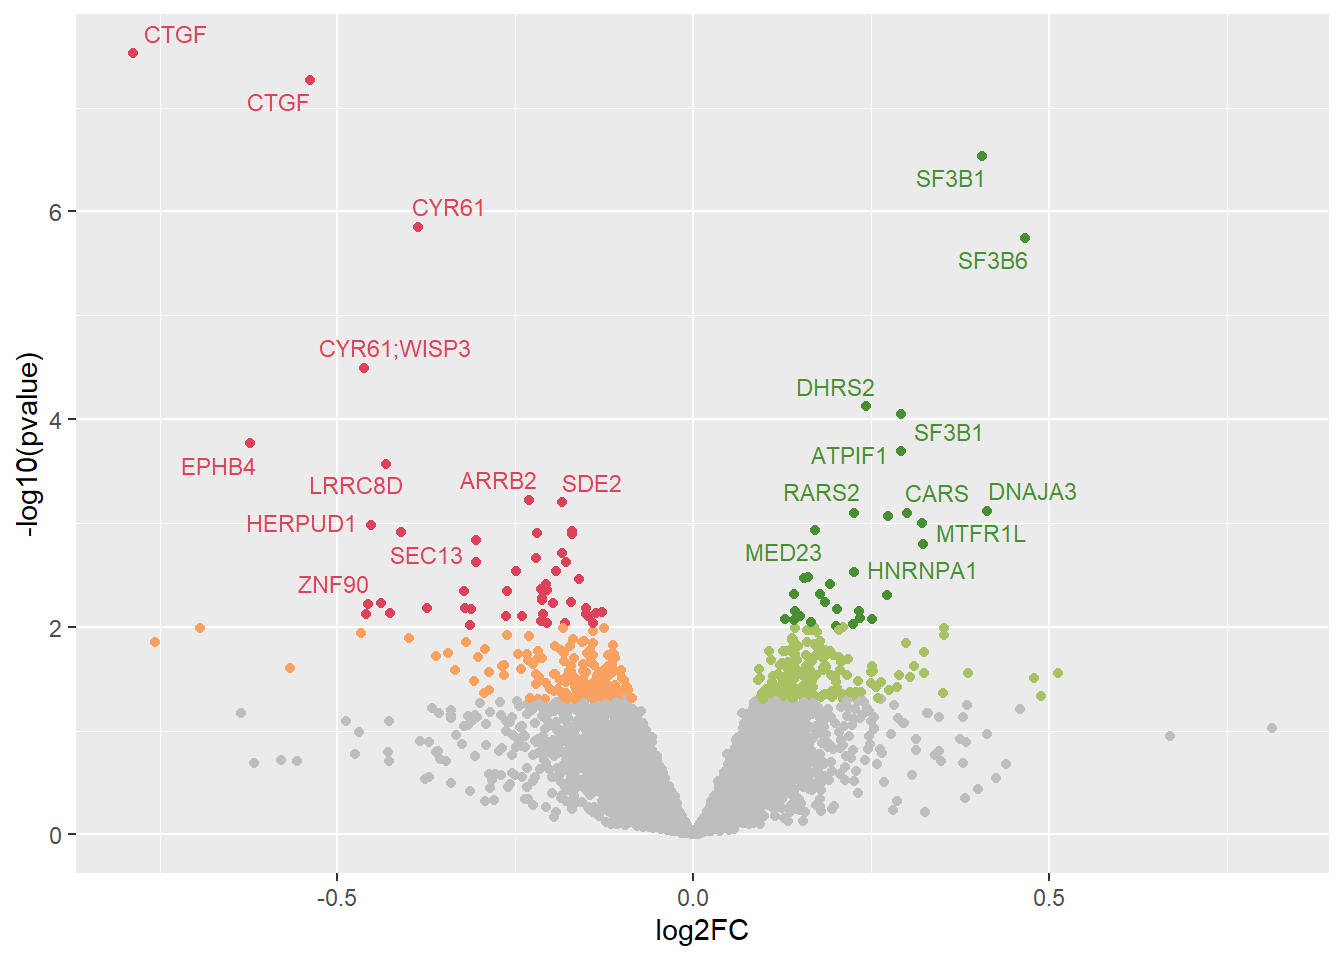 CTGF
CTGF
SF3B1
CYR61
SF3B6
CYR61;WISP3
DHRS2
SF3B1
ATPIF1
EPHB4
LRRC8D
ARRB2
SDE2
RARS2
CARS
DNAJA3
HERPUD1
MTFR1L
SEC13
MED23
HNRNPA1
ZNF90
6
4
2
0
-log10(pvalue)
-0.5
0.0
0.5
log2FC